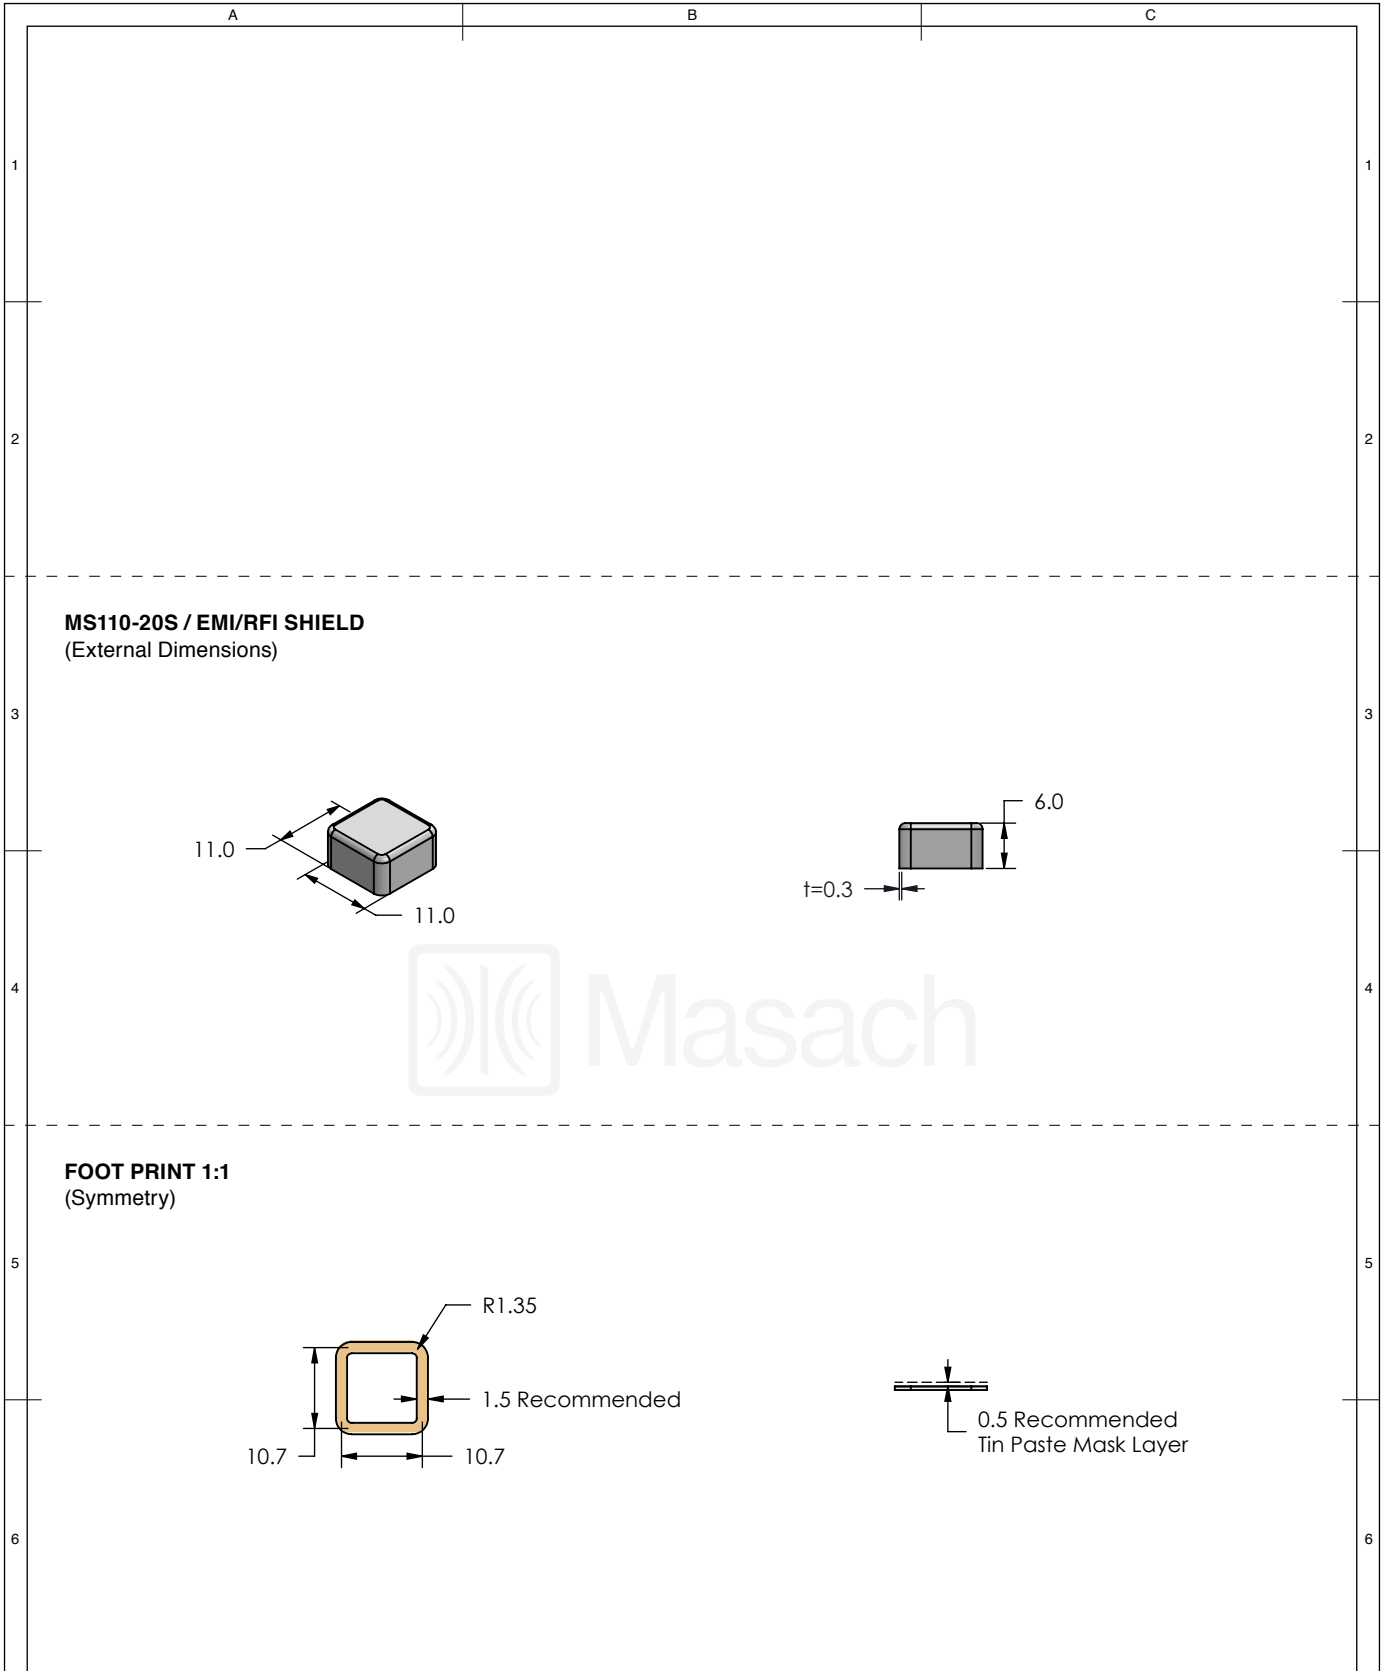 A
B
C
1
1
2
2
MS110-20S / EMI/RFI SHIELD
(External Dimensions)
3
3
6.0
11.0
t=0.3
11.0
4
4
Masach
FOOT PRINT 1:1
(Symmetry)
5
5
R1.35
1.5 Recommended
0.5 Recommended
Tin Paste Mask Layer
10.7
10.7
6
6